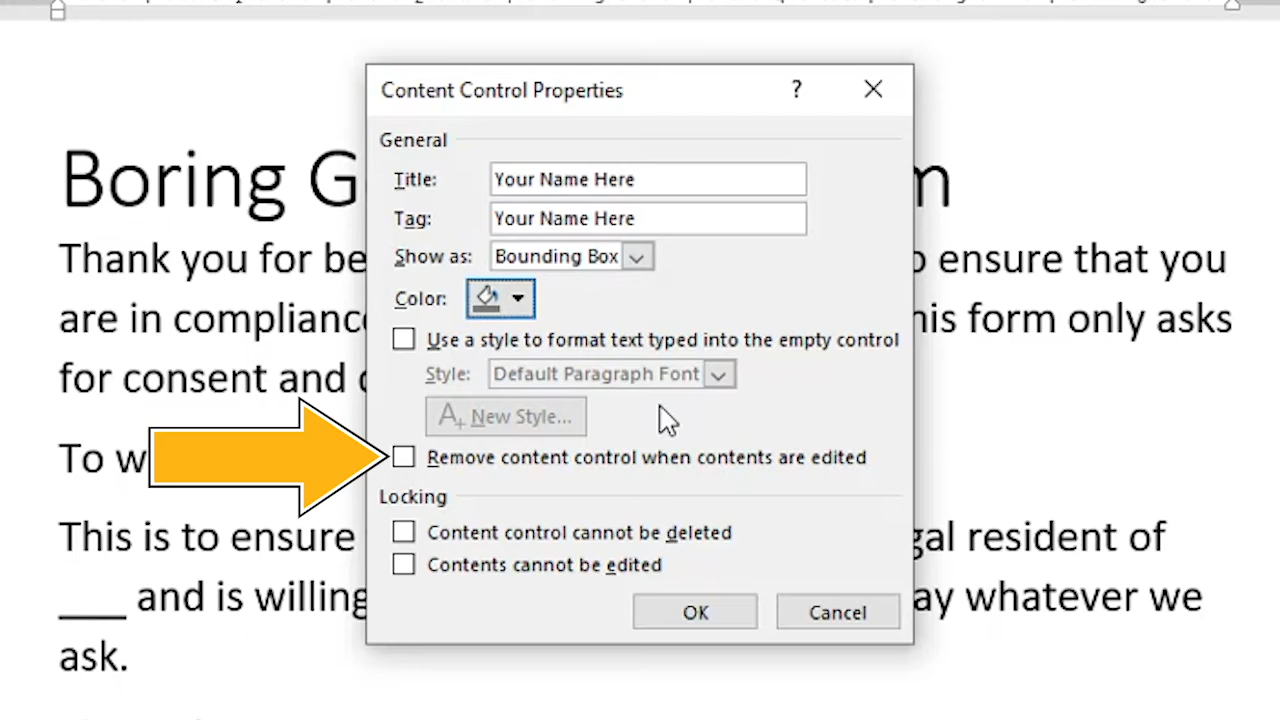 Content Control Properties ?
General
Boring G m
Title: Your Name Here
Tag: Your Name Here
Thank you for be o ensure that you
Show as: Bounding Box
Color:
are in compliance his form only asks
Use a style to format text typed into the empty control
Style: Default Paragraph Font
for consent and
A+ New Style...
To w
Remove content control when contents are edited
Locking
Content control cannot be deleted
This is to ensure gal resident of
Contents cannot be edited
___ and is willing ay whatever we
OK Cancel
ask.